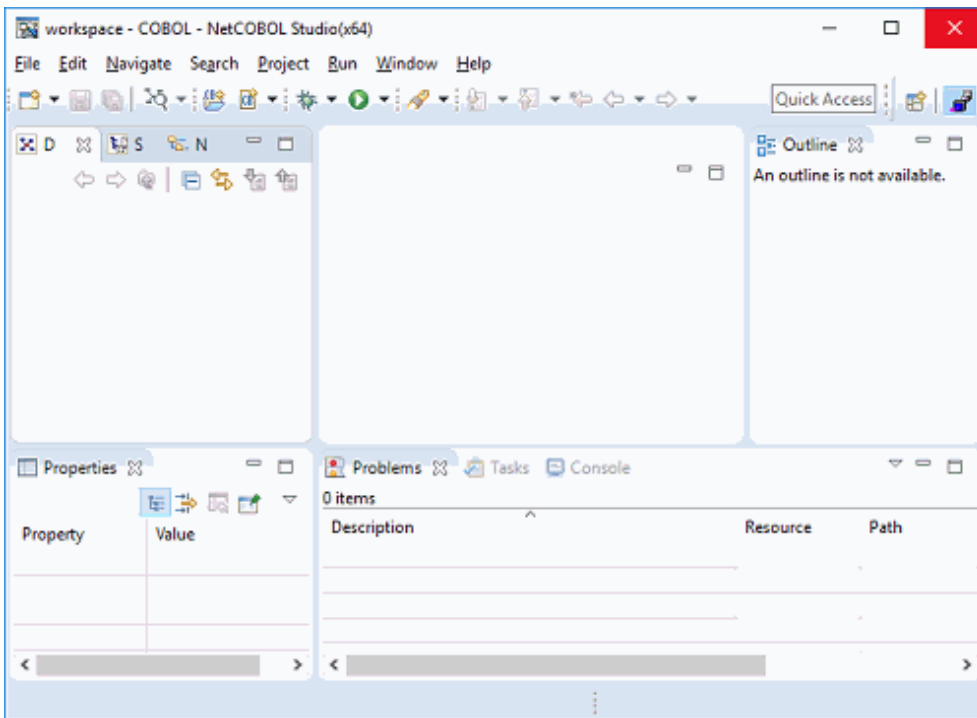 workspace - COBOL - NetCOBOL Studio(x64)
File Edit Navigate Search Project Run Window Help
Quick Access
D S N
Outline
An outline is not available.
Properties
Property Value
Problems Tasks Console
0 items
Description Resource Path